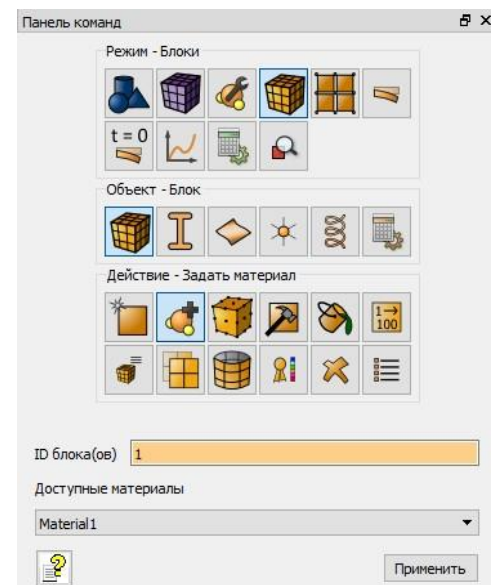 Панель команд
Режим - Блоки
t = 0
Объект - Блок
Действие - Задать материал
1→
100
ID блока(ов) 1
Доступные материалы
Material1
Применить